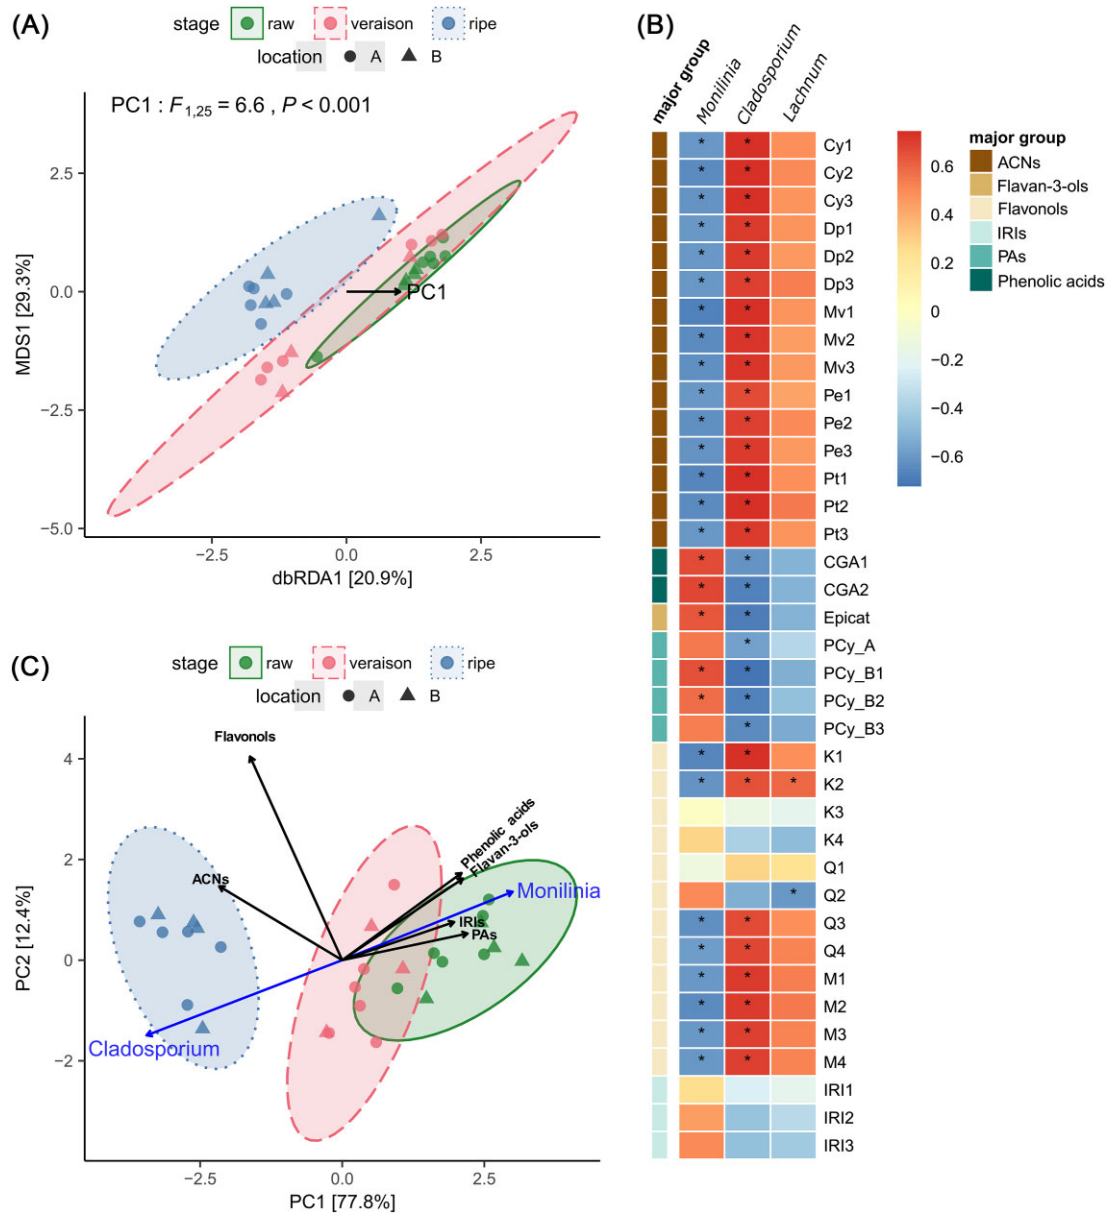 (A)
stage raw veraison ripe
location A B
PC1 : F1,25 = 6.6 , P < 0.001
PC1
2.5
0.0
−2.5
−5.0
MDS1 [29.3%]
−2.5 0.0 2.5
dbRDA1 [20.9%]
(B)
major group Monilinia Cladosporium Lachnum
Cy1
Cy2
Cy3
Dp1
Dp2
Dp3
Mv1
Mv2
Mv3
Pe1
Pe2
Pe3
Pt1
Pt2
Pt3
CGA1
CGA2
Epicat
PCy_A
PCy_B1
PCy_B2
PCy_B3
K1
K2
K3
K4
Q1
Q2
Q3
Q4
M1
M2
M3
M4
IRI1
IRI2
IRI3
0.6
0.4
0.2
0
−0.2
−0.4
−0.6
major group
ACNs
Flavan-3-ols
Flavonols
IRIs
PAs
Phenolic acids
(C)
stage raw veraison ripe
location A B
Flavonols
Phenolic acids
Flavan-3-ols
ACNs
Monilinia
IRIs
PAs
Cladosporium
4
2
0
−2
PC2 [12.4%]
−2.5 0.0 2.5
PC1 [77.8%]